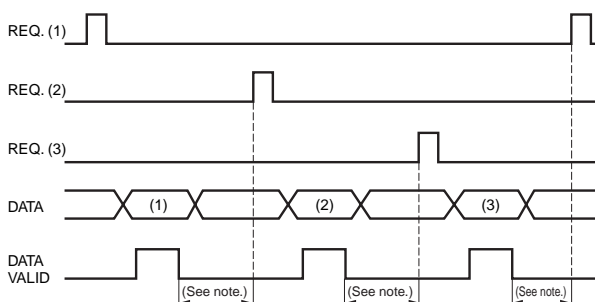 REQ. (1)
REQ. (2)
REQ. (3)
DATA
(1)
(2)
(3)
DATA
VALID
(See note.)
(See note.)
(See note.)